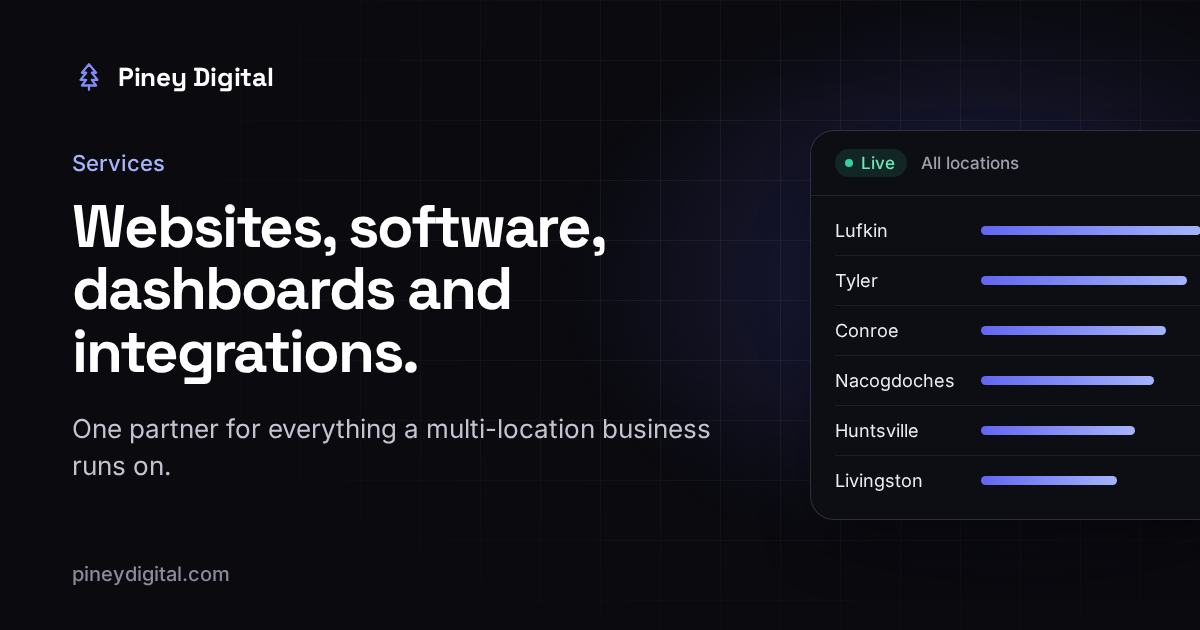 Piney Digital
Services
Websites, software,
dashboards and
integrations.
One partner for everything a multi-location business
runs on.
pineydigital.com
Live All locations
Lufkin
Tyler
Conroe
Nacogdoches
Huntsville
Livingston